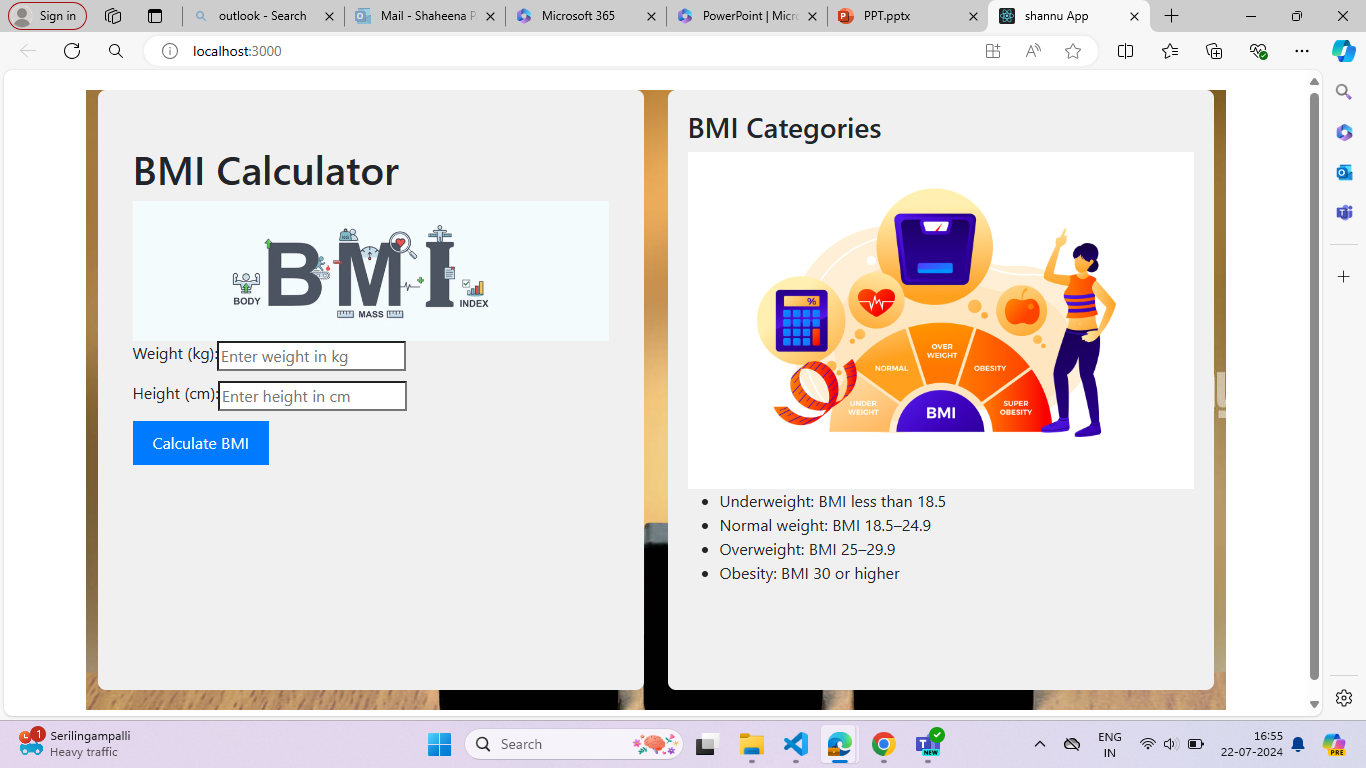 Sign in
outlook - Search
Mail - Shaheena P
Microsoft 365
PowerPoint | Micro
PPT.pptx
shannu App
localhost:3000
BMI Calculator
BMI
BODY
MASS
INDEX
Weight (kg):
Enter weight in kg
Height (cm):
Enter height in cm
Calculate BMI
BMI Categories
%
UNDER
WEIGHT
NORMAL
OVER
WEIGHT
OBESITY
SUPER
OBESITY
BMI
Underweight: BMI less than 18.5
Normal weight: BMI 18.5–24.9
Overweight: BMI 25–29.9
Obesity: BMI 30 or higher
1
Serilingampalli
Heavy traffic
Search
NEW
ENG
IN
16:55
22-07-2024
PRE